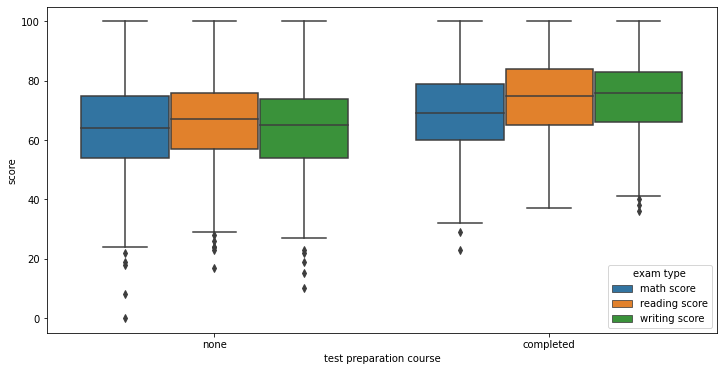 100
80
60
40
20
0
score
none
completed
test preparation course
exam type
math score
reading score
writing score